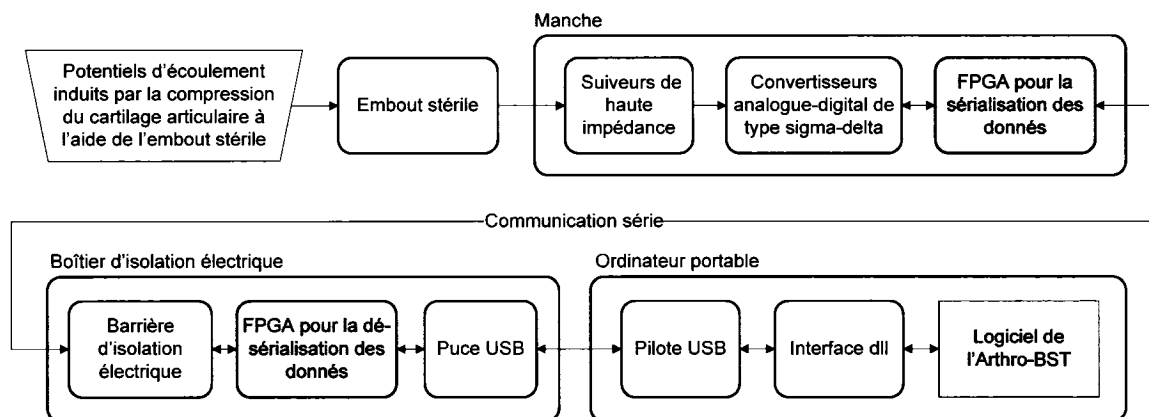 Manche
Potentiels d'écoulement
induits par la compression
du cartilage articulaire à
l'aide de l'embout stérile
Embout stérile
Suiveurs de
haute
impédance
Convertisseurs
analogue-digital de
type sigma-delta
FPGA pour la
sérialisation des
donnés
Communication série
Boîtier d'isolation électrique
Ordinateur portable
Barrière
d'isolation
électrique
FPGA pour la dé-
sérialisation des
donnés
Puce USB
Pilote USB
Interface dll
Logiciel de
l'Arthro-BST